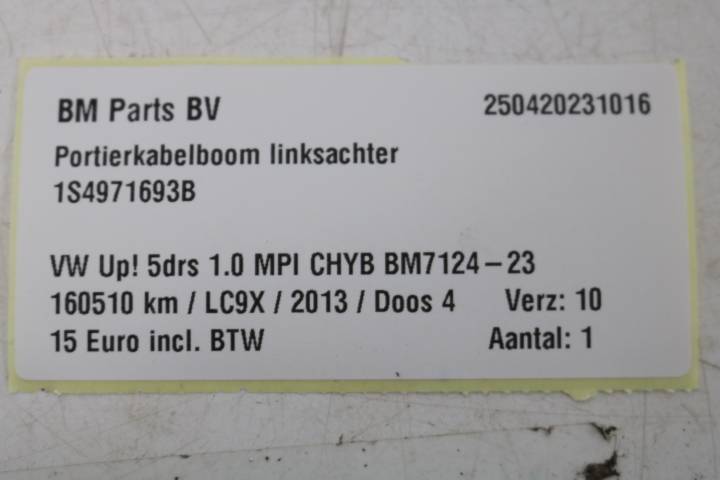 BM Parts BV 250420231016
Portierkabelboom linksachter
1S4971693B
VW Up! 5drs 1.0 MPI CHYB BM7124-23
160510 km / LC9X / 2013 / Doos 4 Verz: 10
15 Euro incl. BTW Aantal: 1